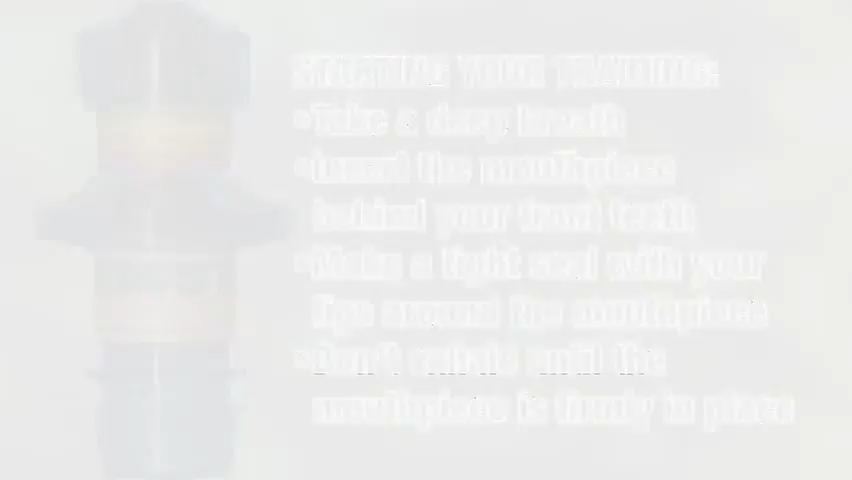 •Take a deep breath
•Insert the mouthpiece
behind your front teeth
•Make a tight seal with your
lips around the mouthpiece
•Don't until the
mouthpiece is firmly in place